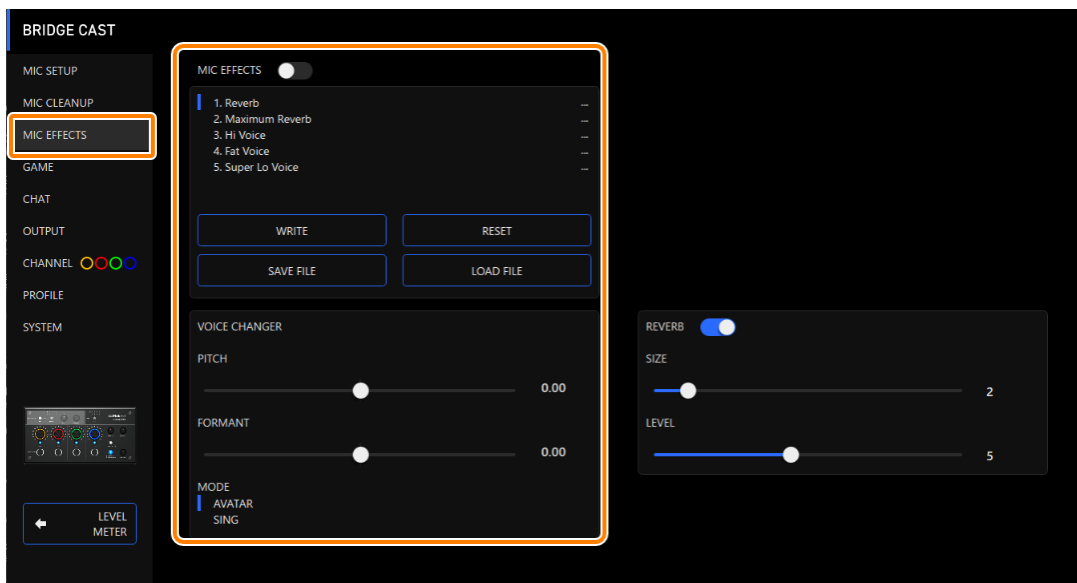 BRIDGE CAST
MIC SETUP
MIC CLEANUP
MIC EFFECTS
GAME
CHAT
OUTPUT
CHANNEL
PROFILE
SYSTEM
LEVEL
METER
MIC EFFECTS
1. Reverb ...
2. Maximum Reverb ...
3. Hi Voice ...
4. Fat Voice ...
5. Super Lo Voice ...
WRITE RESET
SAVE FILE LOAD FILE
VOICE CHANGER
PITCH
0.00
FORMANT
0.00
MODE
AVATAR
SING
REVERB
SIZE
2
LEVEL
5